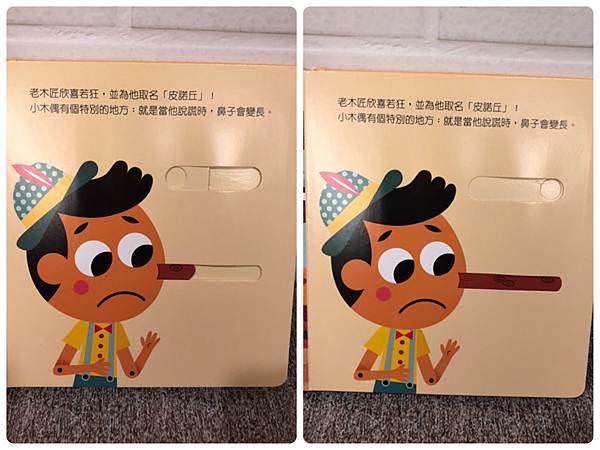 老木匠欣喜若狂，並為他取名「皮諾丘」！
小木偶有個特別的地方：就是當他說謊時，鼻子會變長。
老木匠欣喜若狂，並為他取名「皮諾丘」！
小木偶有個特別的地方：就是當他說謊時，鼻子會變長。